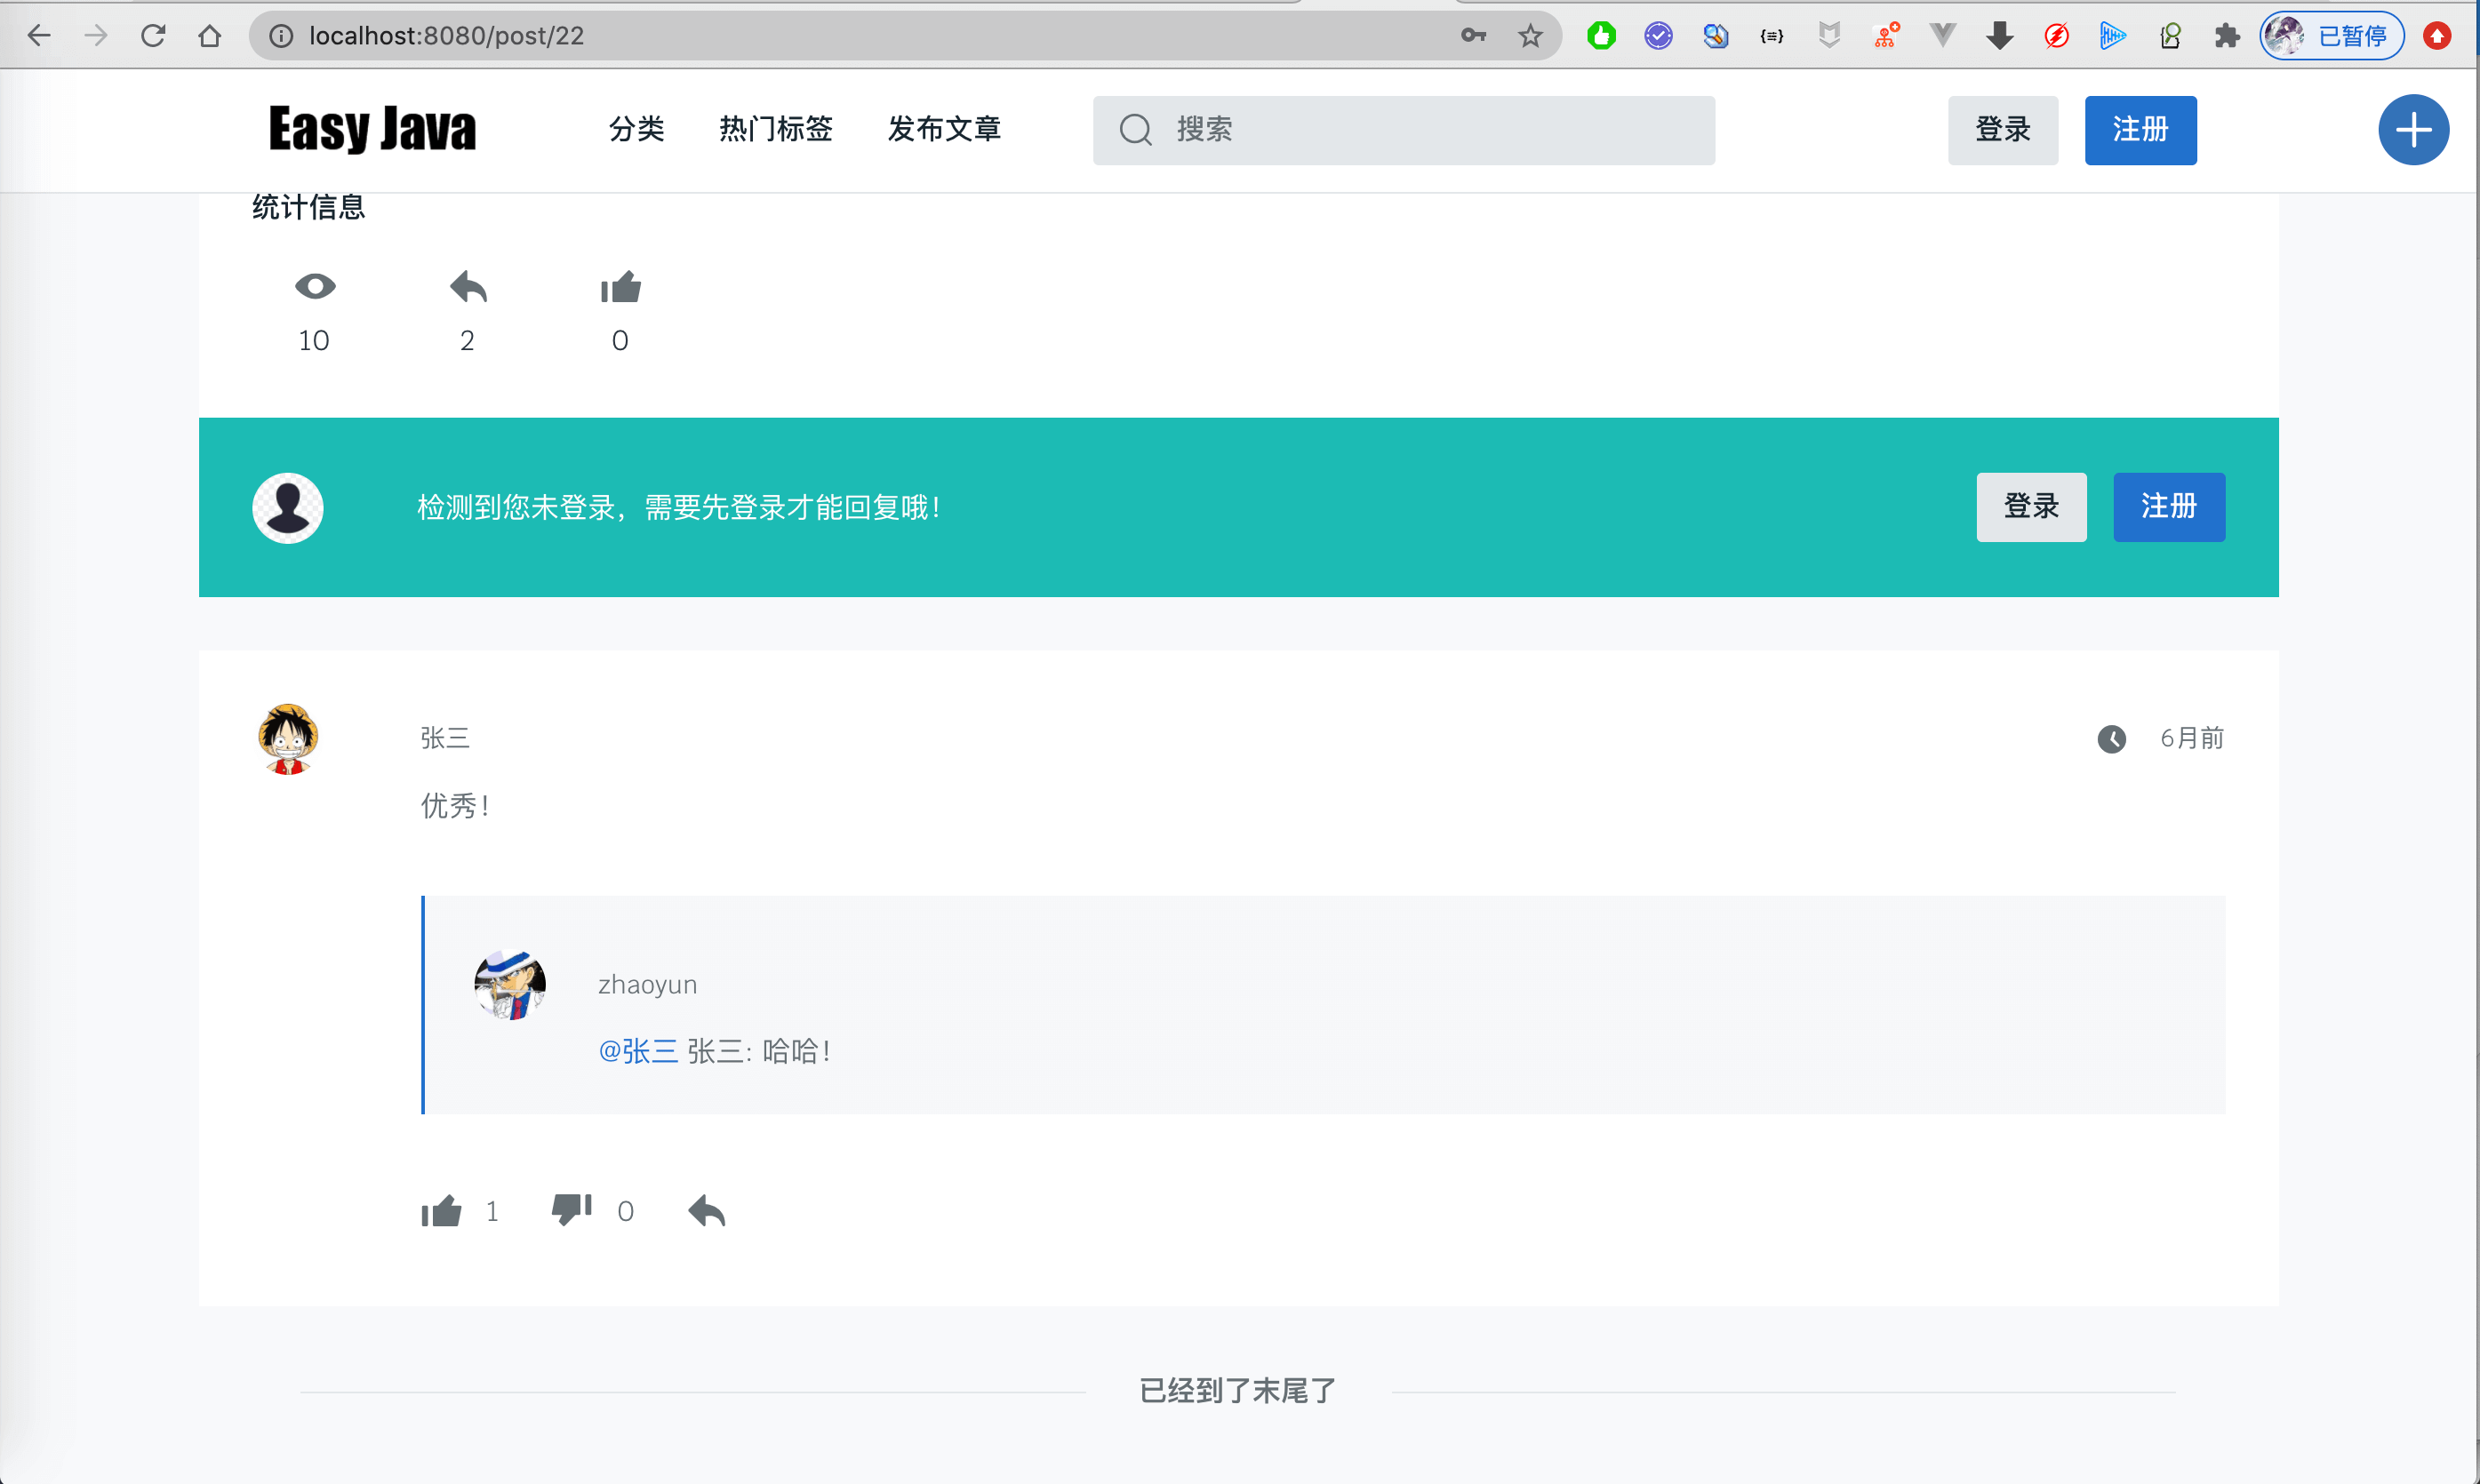 localhost:8080/post/22
已暂停
Easy Java
分类
热门标签
发布文章
搜索
登录
注册
统计信息
10
2
0
检测到您未登录，需要先登录才能回复哦！
登录
注册
张三
6月前
优秀！
zhaoyun
@张三 张三: 哈哈！
1
0
已经到了末尾了